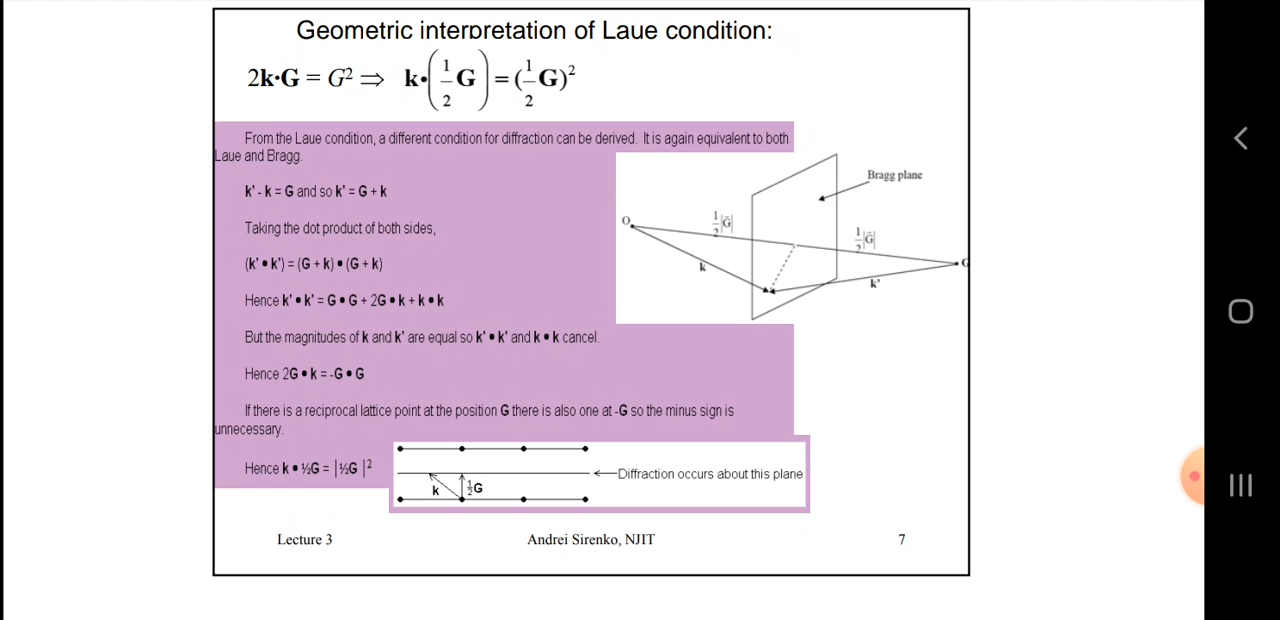 Geometric interpretation of Laue condition:
2k•G = G² ⇒ k•(1/2 G) = (1/2 G)²
From the Laue condition, a different condition for diffraction can be derived. It is again equivalent to both
Laue and Bragg.
k' - k = G and so k' = G + k
Taking the dot product of both sides,
(k' • k') = (G + k) • (G + k)
Hence k' • k' = G • G + 2G • k + k • k
But the magnitudes of k and k' are equal so k' • k' and k • k cancel.
Hence 2G • k = -G • G
If there is a reciprocal lattice point at the position G there is also one at -G so the minus sign is
unnecessary.
Hence k • ½G = |½G|²
Bragg plane
O
1/2|G|
1/2|G|
G
k
k'
Diffraction occurs about this plane
k
½G
Lecture 3
Andrei Sirenko, NJIT
7